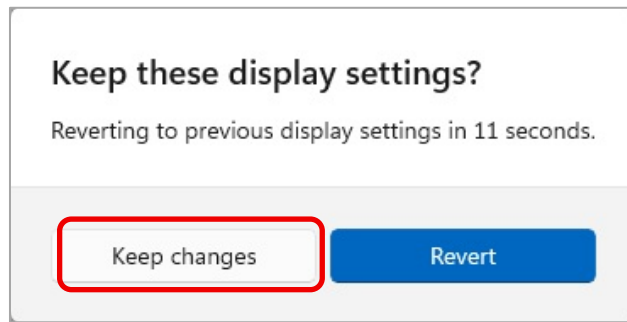 Keep these display settings?
Reverting to previous display settings in 11 seconds.
Keep changes
Revert